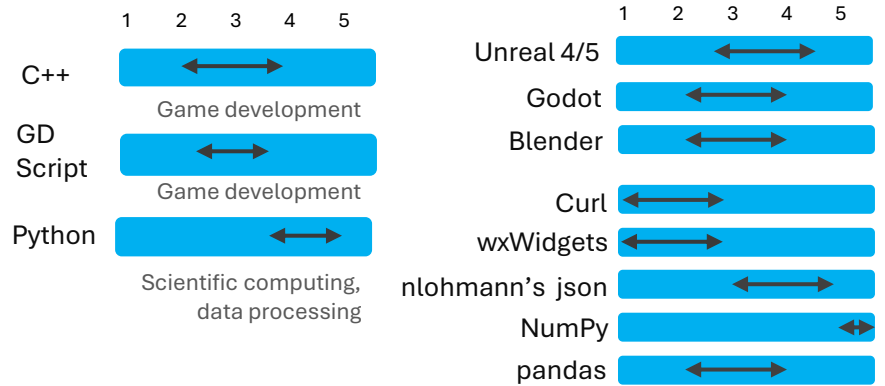 1 2 3 4 5
C++
Game development
GD
Script
Game development
Python
Scientific computing,
data processing
1 2 3 4 5
Unreal 4/5
Godot
Blender
Curl
wxWidgets
nlohmann's json
NumPy
pandas